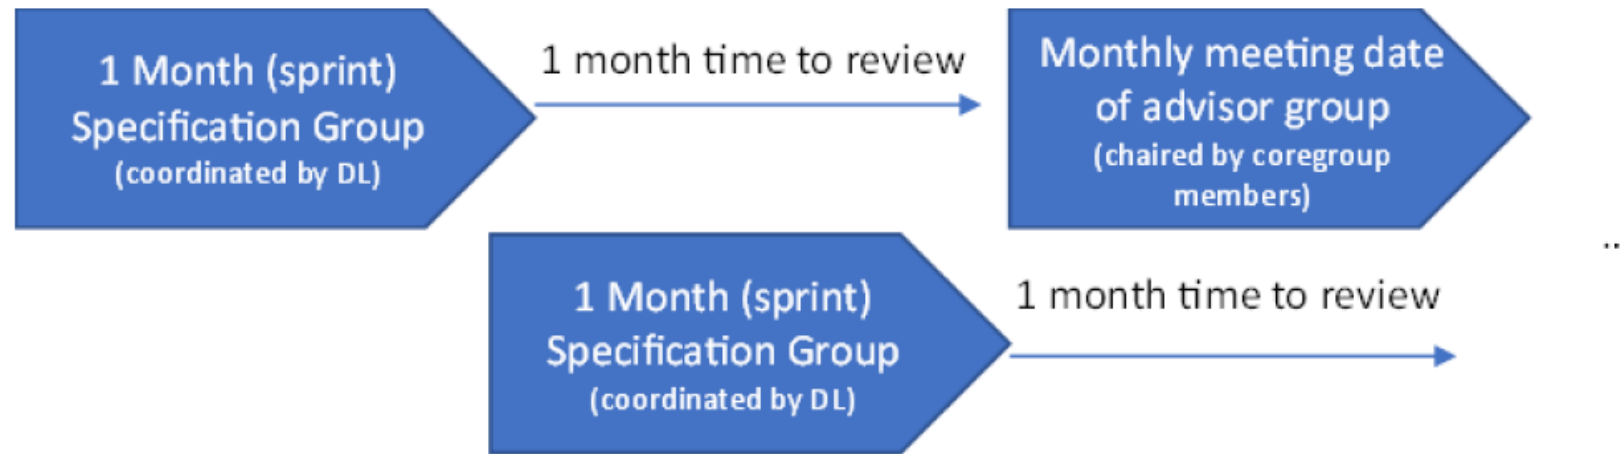 1 Month (sprint)
Specification Group
(coordinated by DL)
1 month time to review
Monthly meeting date
of advisor group
(chaired by coregroup
members)
1 Month (sprint)
Specification Group
(coordinated by DL)
1 month time to review
..